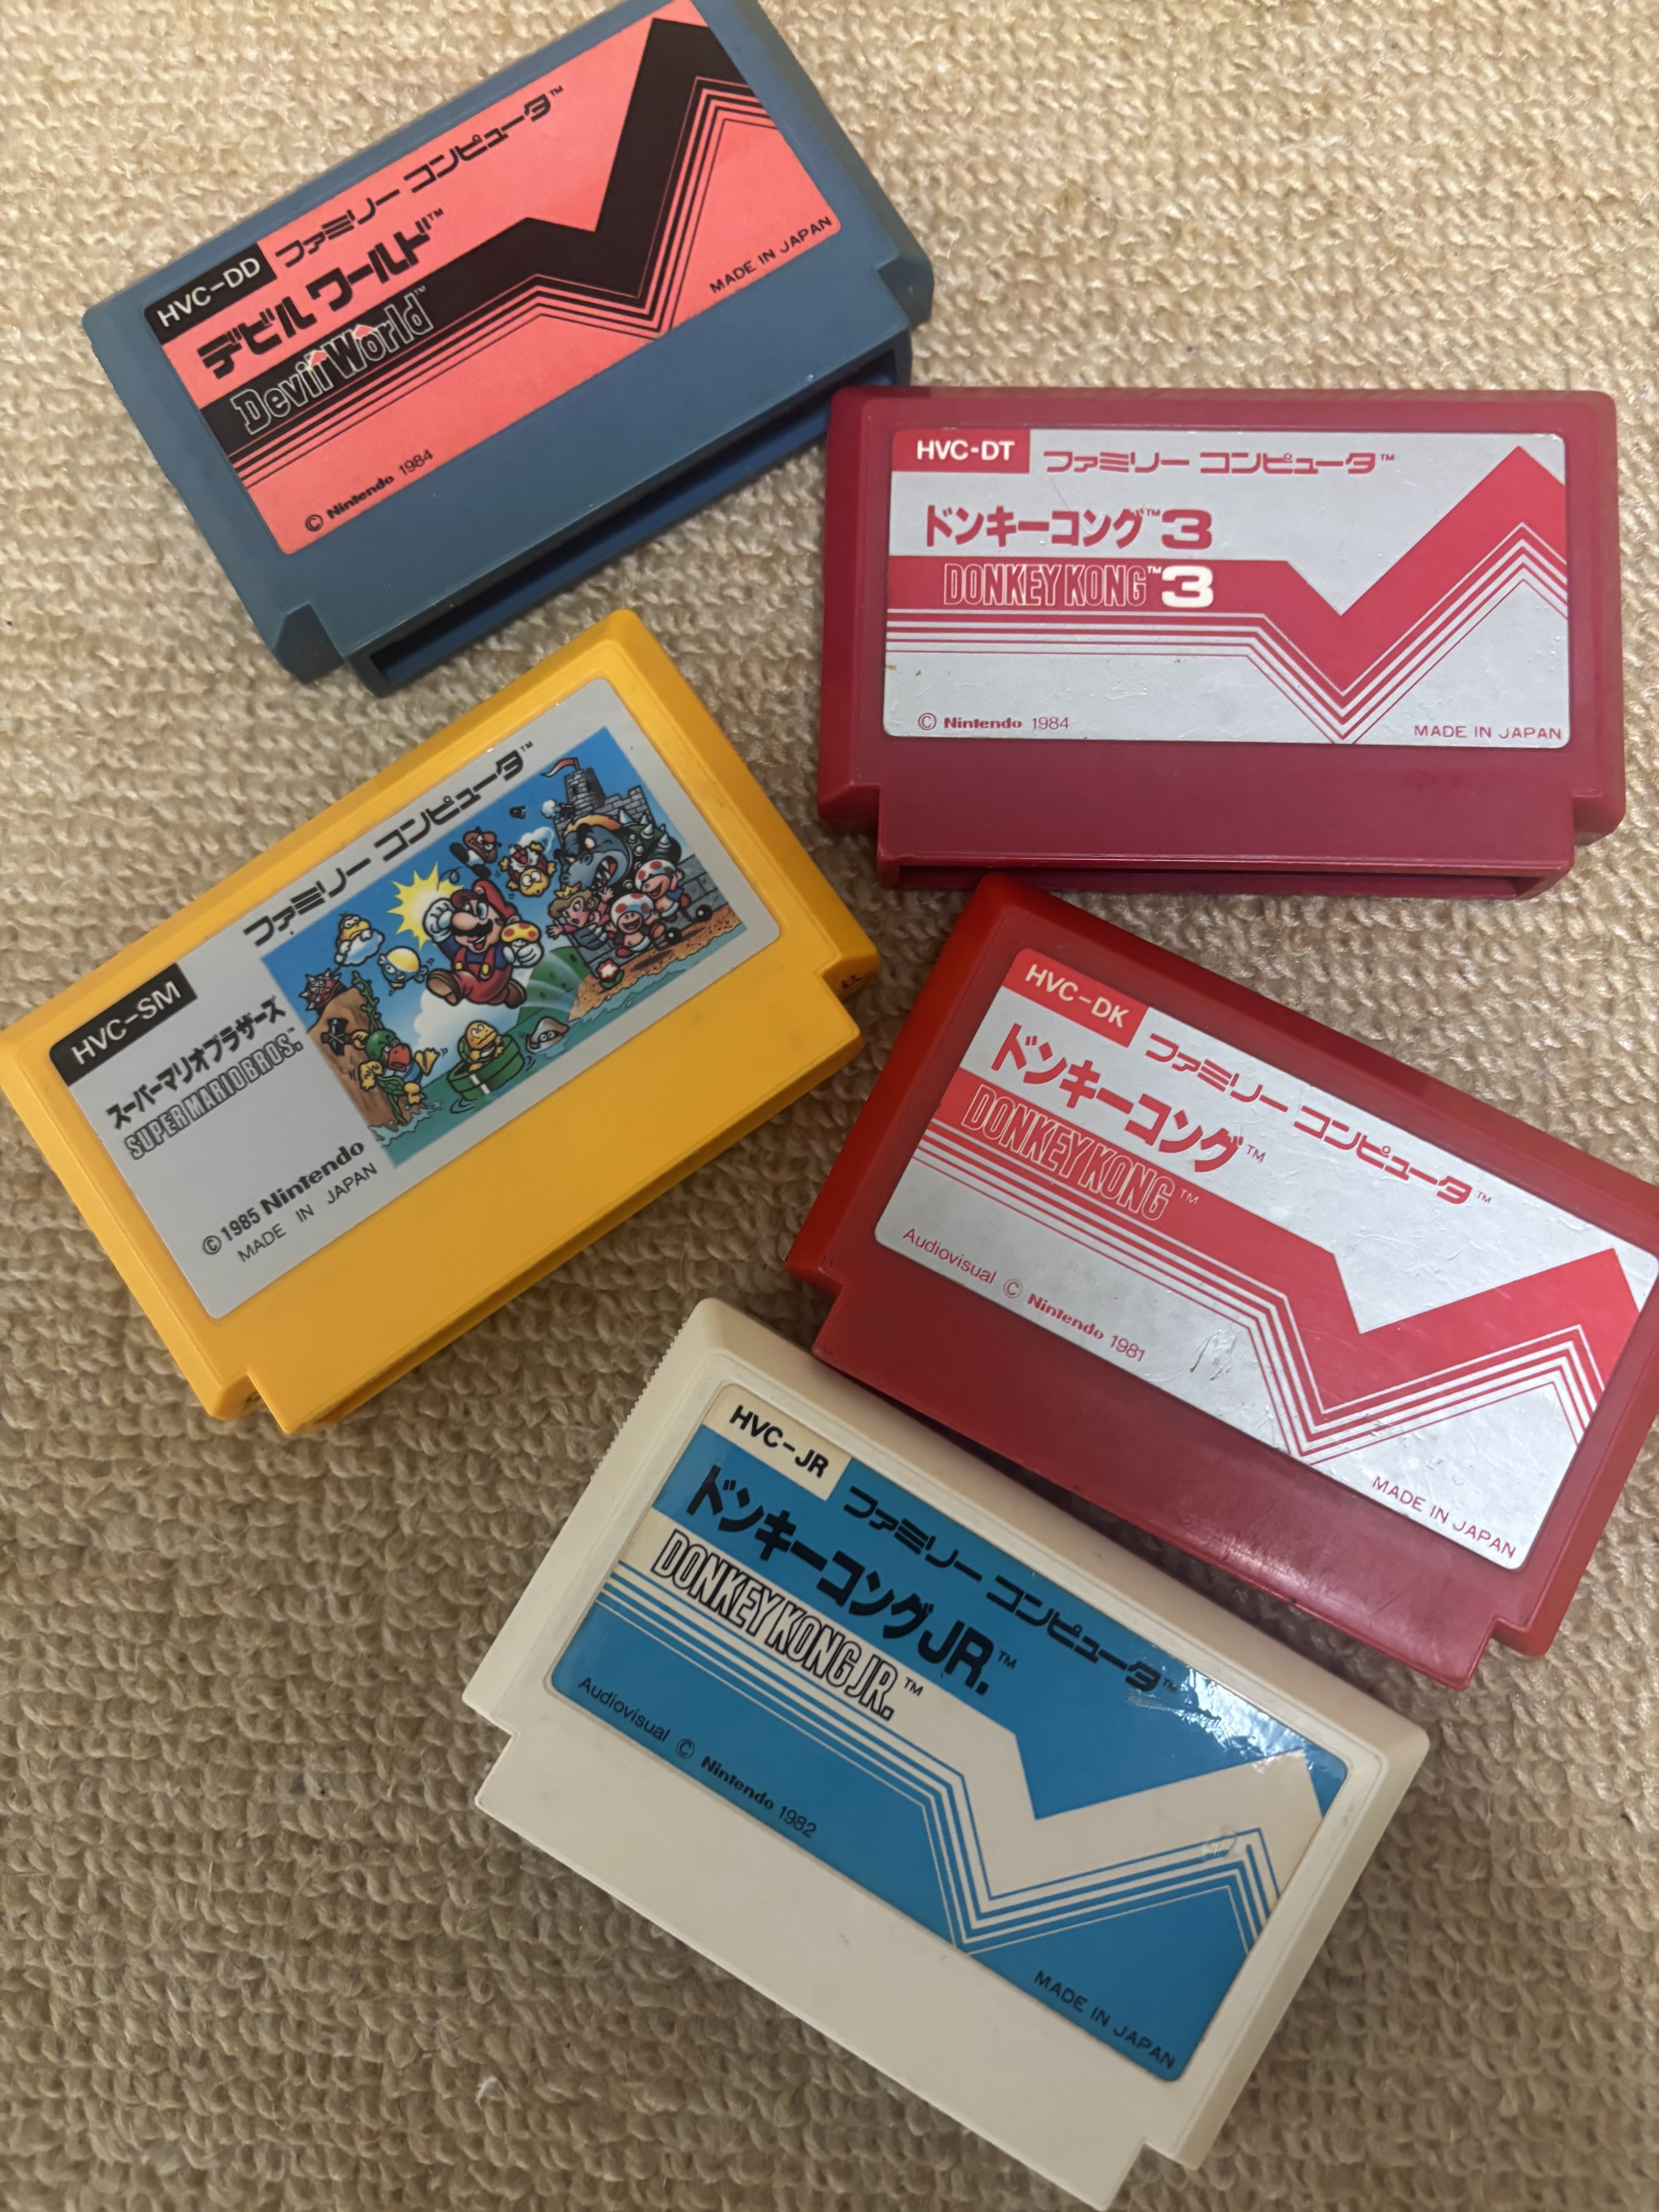 HVC-DD ファミリー コンピュータ™
デビル ワールド™
Devil World™
© Nintendo 1984
MADE IN JAPAN
HVC-DT ファミリー コンピュータ™
ドンキーコング™3
DONKEY KONG™3
© Nintendo 1984
MADE IN JAPAN
HVC-SM ファミリー コンピュータ™
スーパーマリオブラザーズ
SUPER MARIO BROS.™
©1985 Nintendo
MADE IN JAPAN
HVC-DK ファミリー コンピュータ™
ドンキーコング™
DONKEY KONG™
Audiovisual © Nintendo 1981
MADE IN JAPAN
HVC-JR ファミリー コンピュータ™
ドンキーコングJR.™
DONKEY KONG JR.™
Audiovisual © Nintendo 1982
MADE IN JAPAN